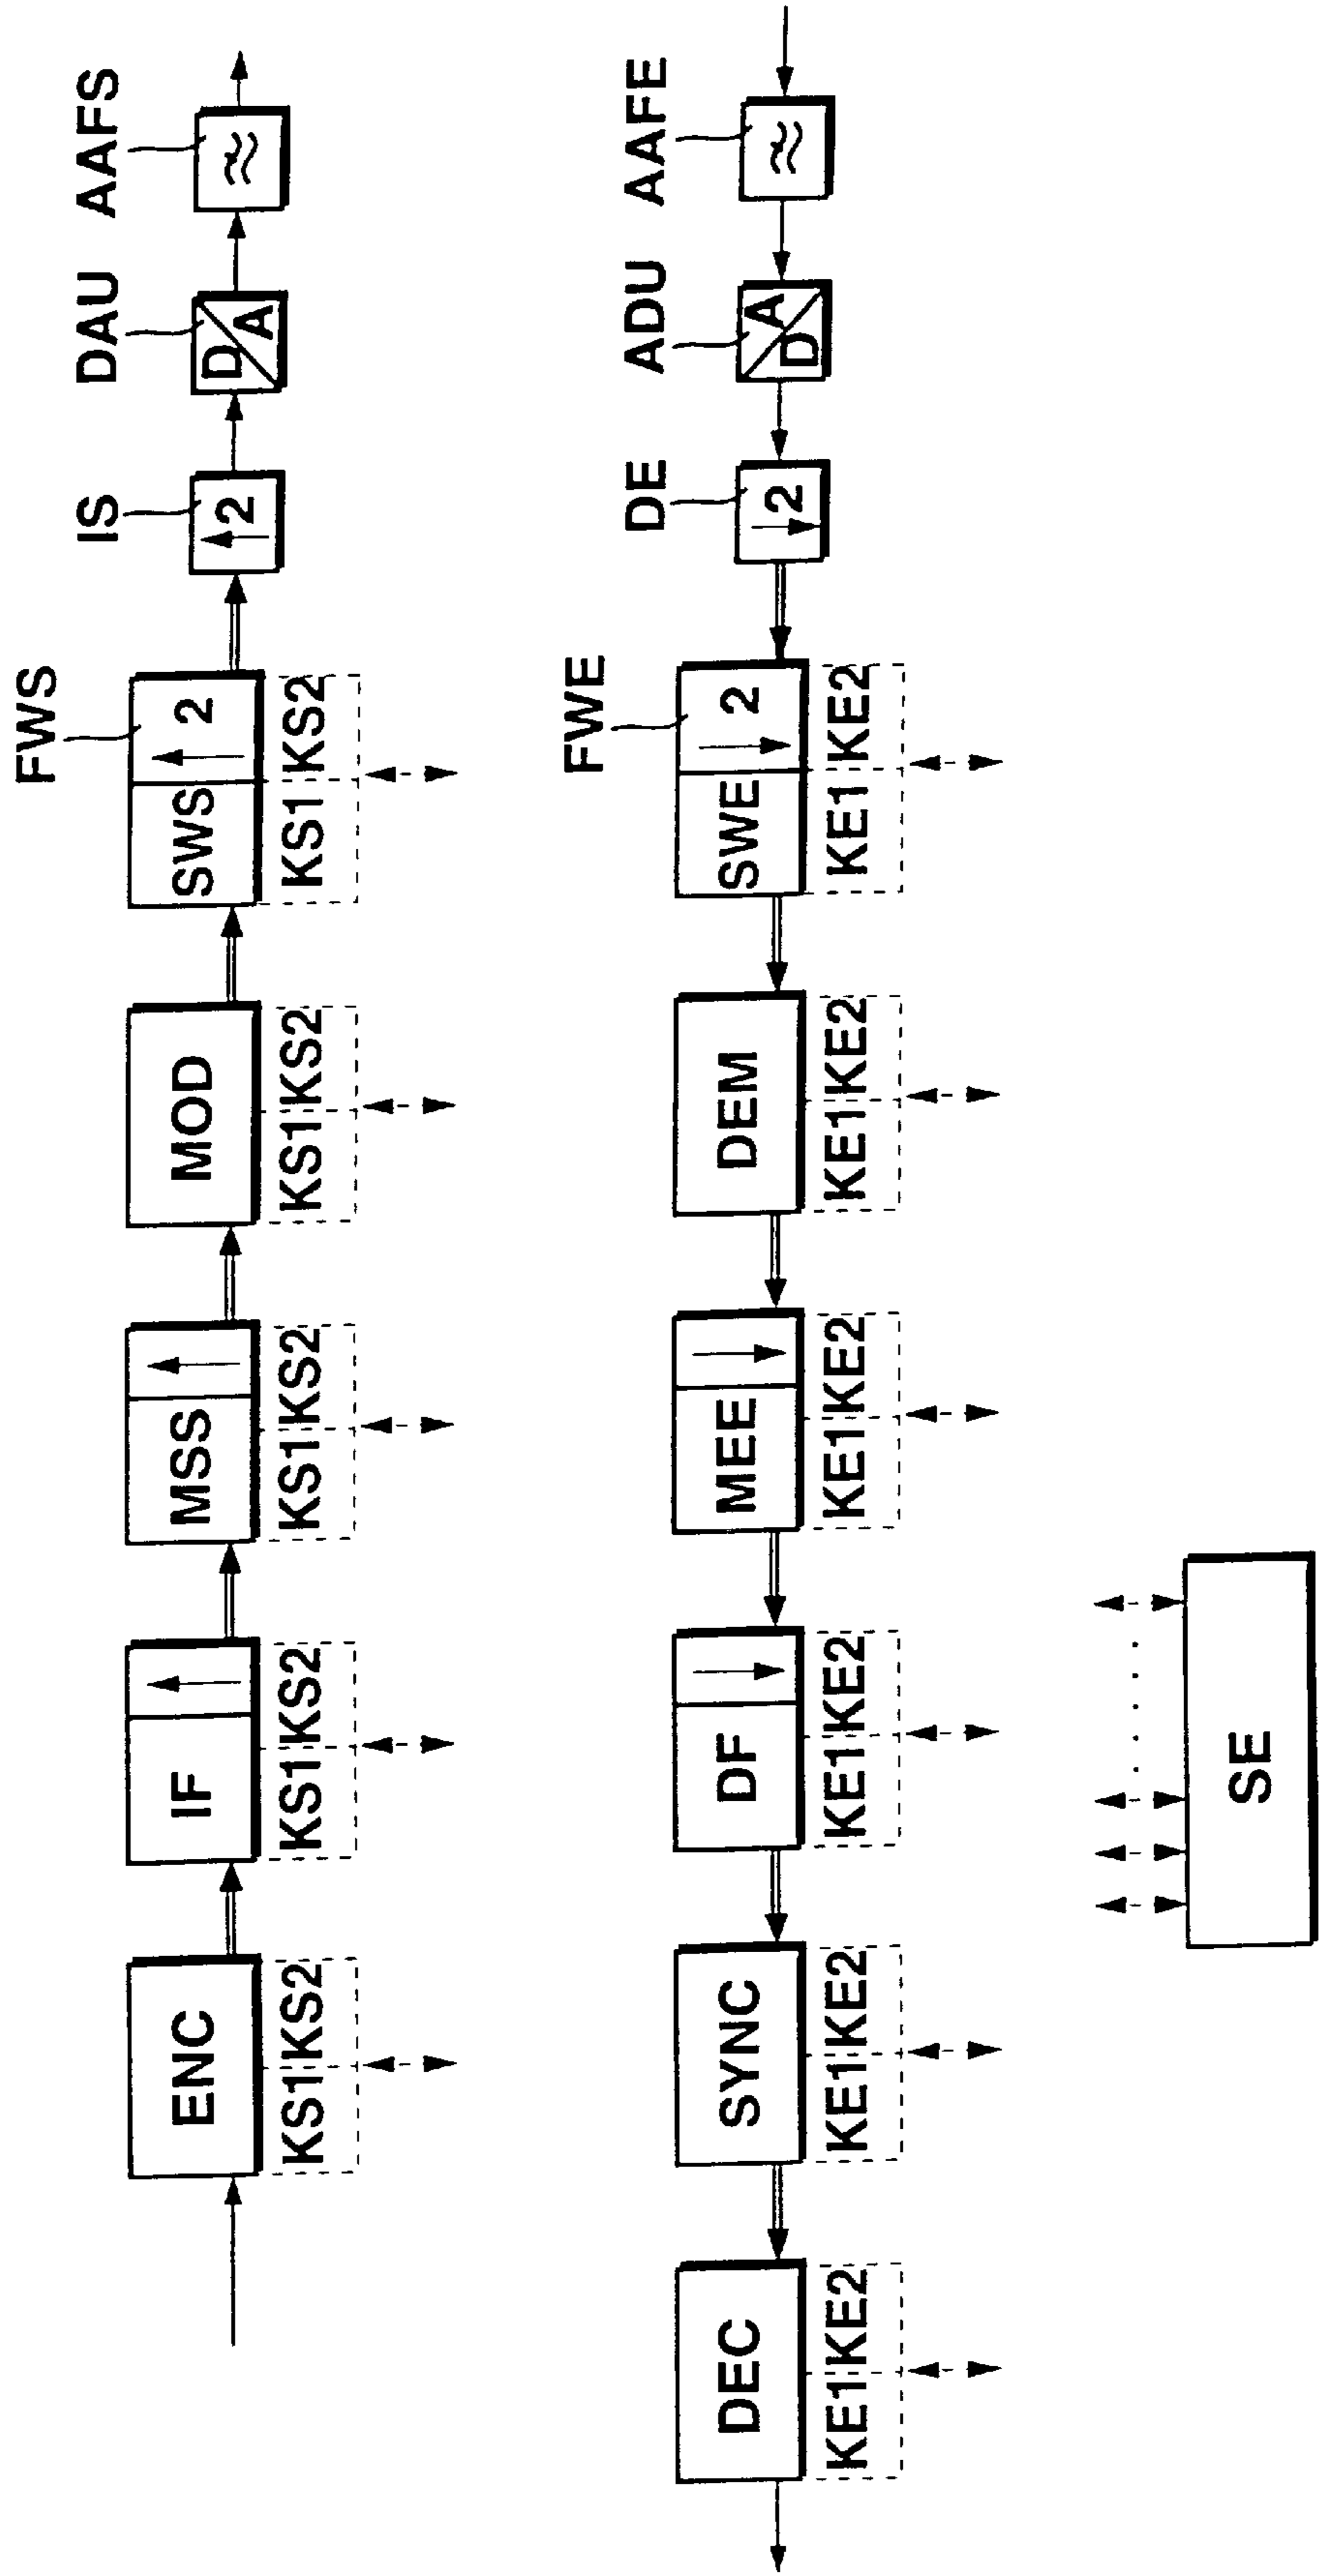 FWS
IS
DAU
AAFS
ENC
IF
MSS
MOD
SWS
2
2
D
A
KS1 KS2
KS1 KS2
KS1 KS2
KS1 KS2
KS1 KS2
FWE
DE
ADU
AAFE
DEC
SYNC
DF
MEE
DEM
SWE
2
2
D
A
KE1 KE2
KE1 KE2
KE1 KE2
KE1 KE2
KE1 KE2
KE1 KE2
SE